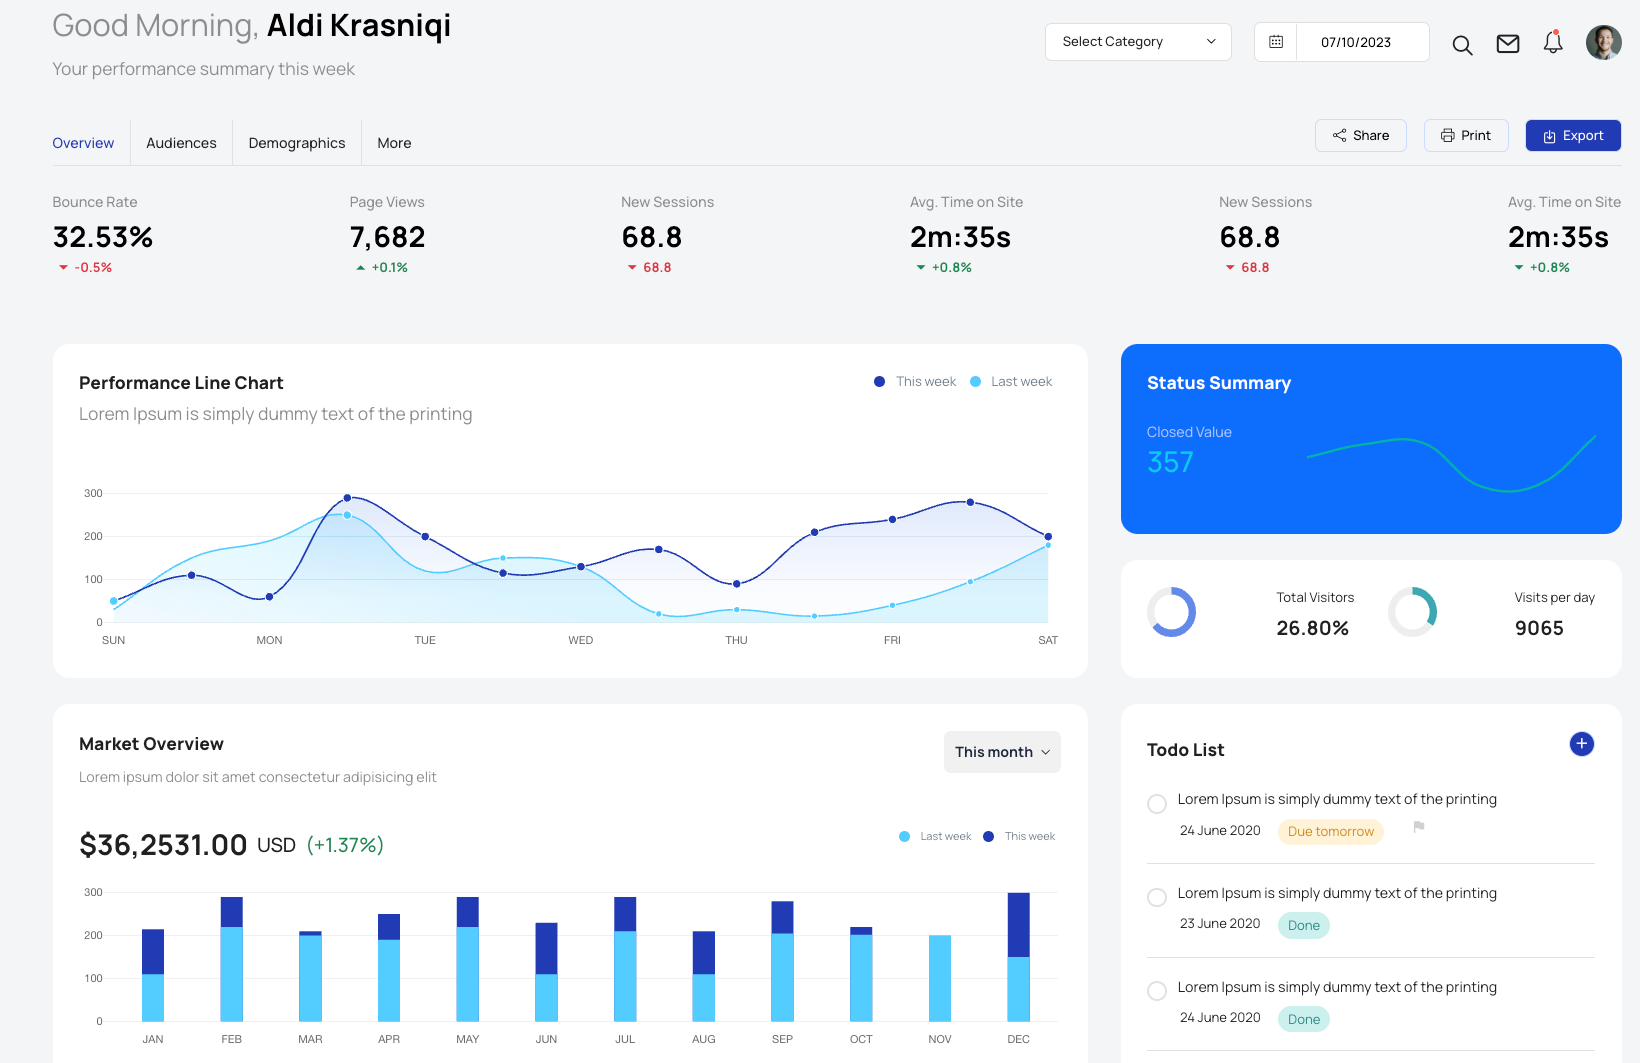 Good Morning, Aldi Krasniqi
Your performance summary this week
Select Category
07/10/2023
Overview
Audiences
Demographics
More
Share
Print
Export
Bounce Rate
32.53%
-0.5%
Page Views
7,682
+0.1%
New Sessions
68.8
68.8
Avg. Time on Site
2m:35s
+0.8%
New Sessions
68.8
68.8
Avg. Time on Site
2m:35s
+0.8%
Performance Line Chart
Lorem Ipsum is simply dummy text of the printing
This week
Last week
300
200
100
0
SUN MON TUE WED THU FRI SAT
Status Summary
Closed Value
357
Total Visitors
26.80%
Visits per day
9065
Market Overview
Lorem ipsum dolor sit amet consectetur adipisicing elit
This month
$36,2531.00 USD (+1.37%)
Last week
This week
300
200
100
0
JAN FEB MAR APR MAY JUN JUL AUG SEP OCT NOV DEC
Todo List
Lorem Ipsum is simply dummy text of the printing
24 June 2020 Due tomorrow
Lorem Ipsum is simply dummy text of the printing
23 June 2020 Done
Lorem Ipsum is simply dummy text of the printing
24 June 2020 Done